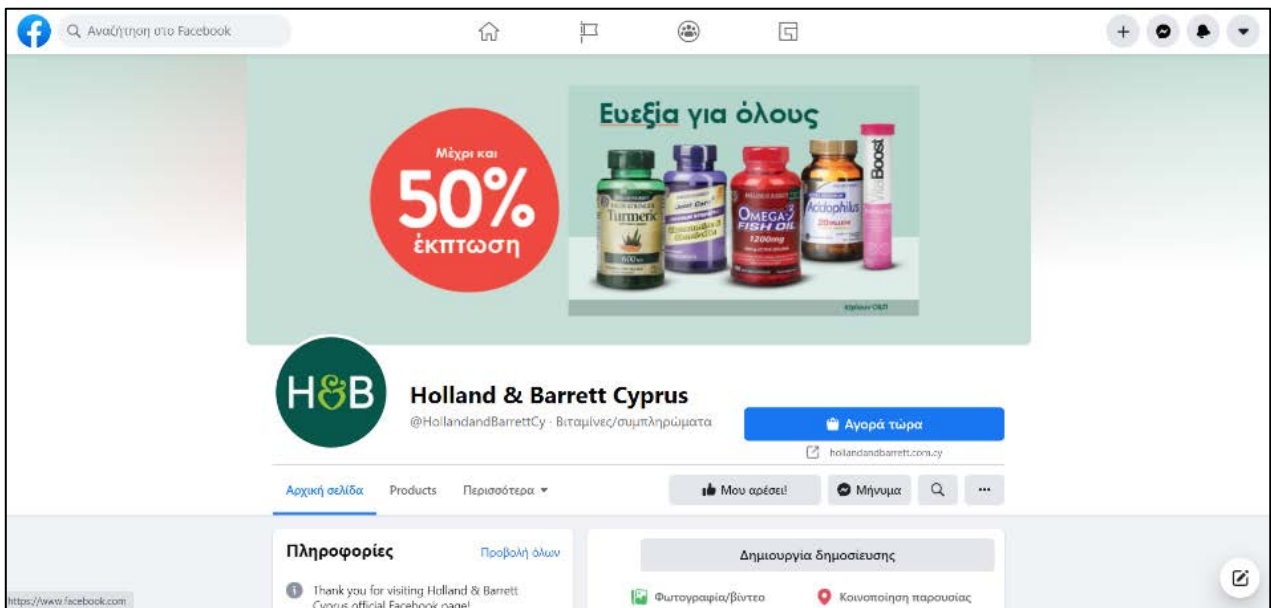 Αναζήτηση στο Facebook
Μέχρι και
50%
έκπτωση
Ευεξία για όλους
Turmeric
Joint Care
OMEGA-3
FISH OIL
1200mg
Acidophilus
VitaBoost
H&B
Holland & Barrett Cyprus
@HollandandBarrettCy · Βιταμίνες/συμπληρώματα
Αγορά τώρα
hollandandbarrett.com.cy
Αρχική σελίδα Products Περισσότερα
Μου αρέσει! Μήνυμα
Πληροφορίες Προβολή όλων
Δημιουργία δημοσίευσης
Thank you for visiting Holland & Barrett
Cyprus official Facebook page!
Φωτογραφία/βίντεο Κοινοποίηση παρουσίας
https://www.facebook.com